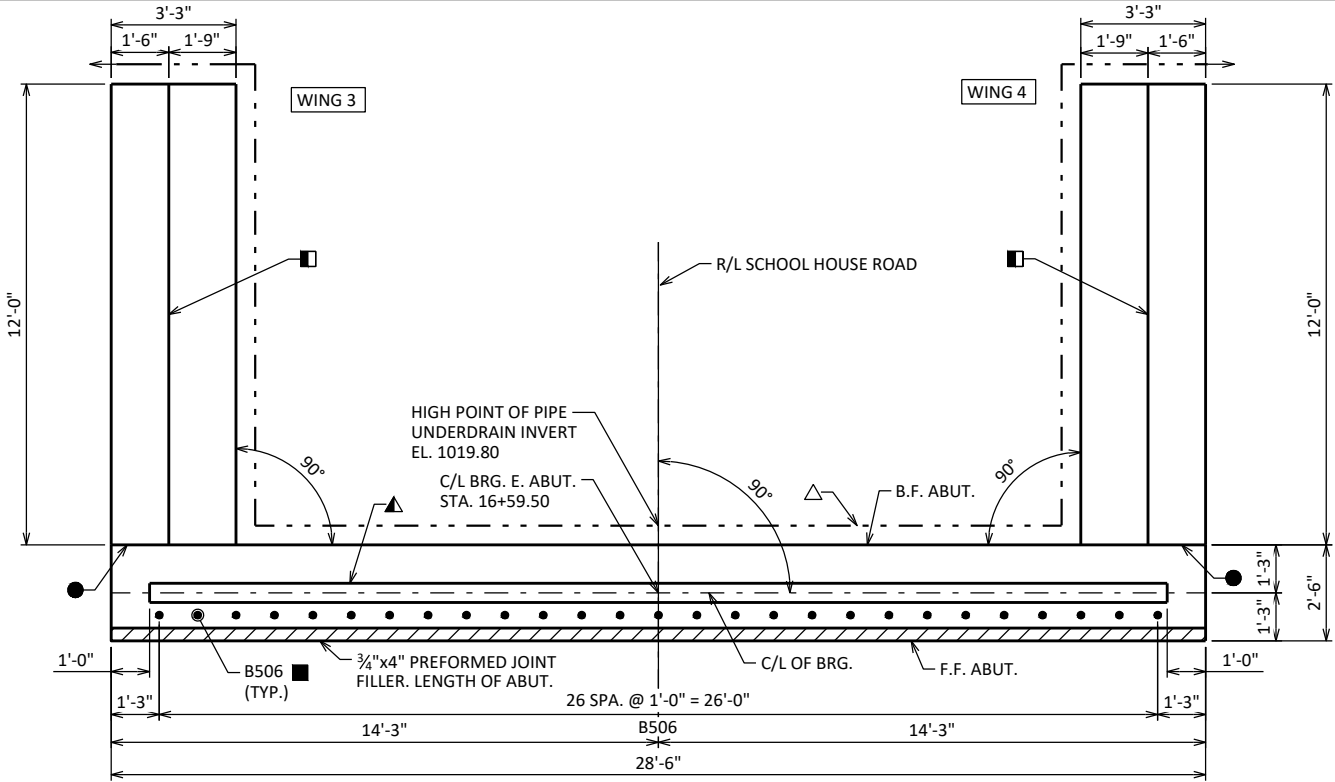 3'-3"
3'-3"
1'-6"
1'-9"
1'-9"
1'-6"
WING 3
WING 4
R/L SCHOOL HOUSE ROAD
12'-0"
12'-0"
HIGH POINT OF PIPE
UNDERDRAIN INVERT
EL. 1019.80
C/L BRG. E. ABUT.
STA. 16+59.50
90°
90°
90°
B.F. ABUT.
1'-3"
1'-3"
2'-6"
1'-0"
B506
(TYP.)
¾"x4" PREFORMED JOINT
FILLER. LENGTH OF ABUT.
C/L OF BRG.
F.F. ABUT.
1'-0"
1'-3"
26 SPA. @ 1'-0" = 26'-0"
1'-3"
B506
14'-3"
14'-3"
28'-6"